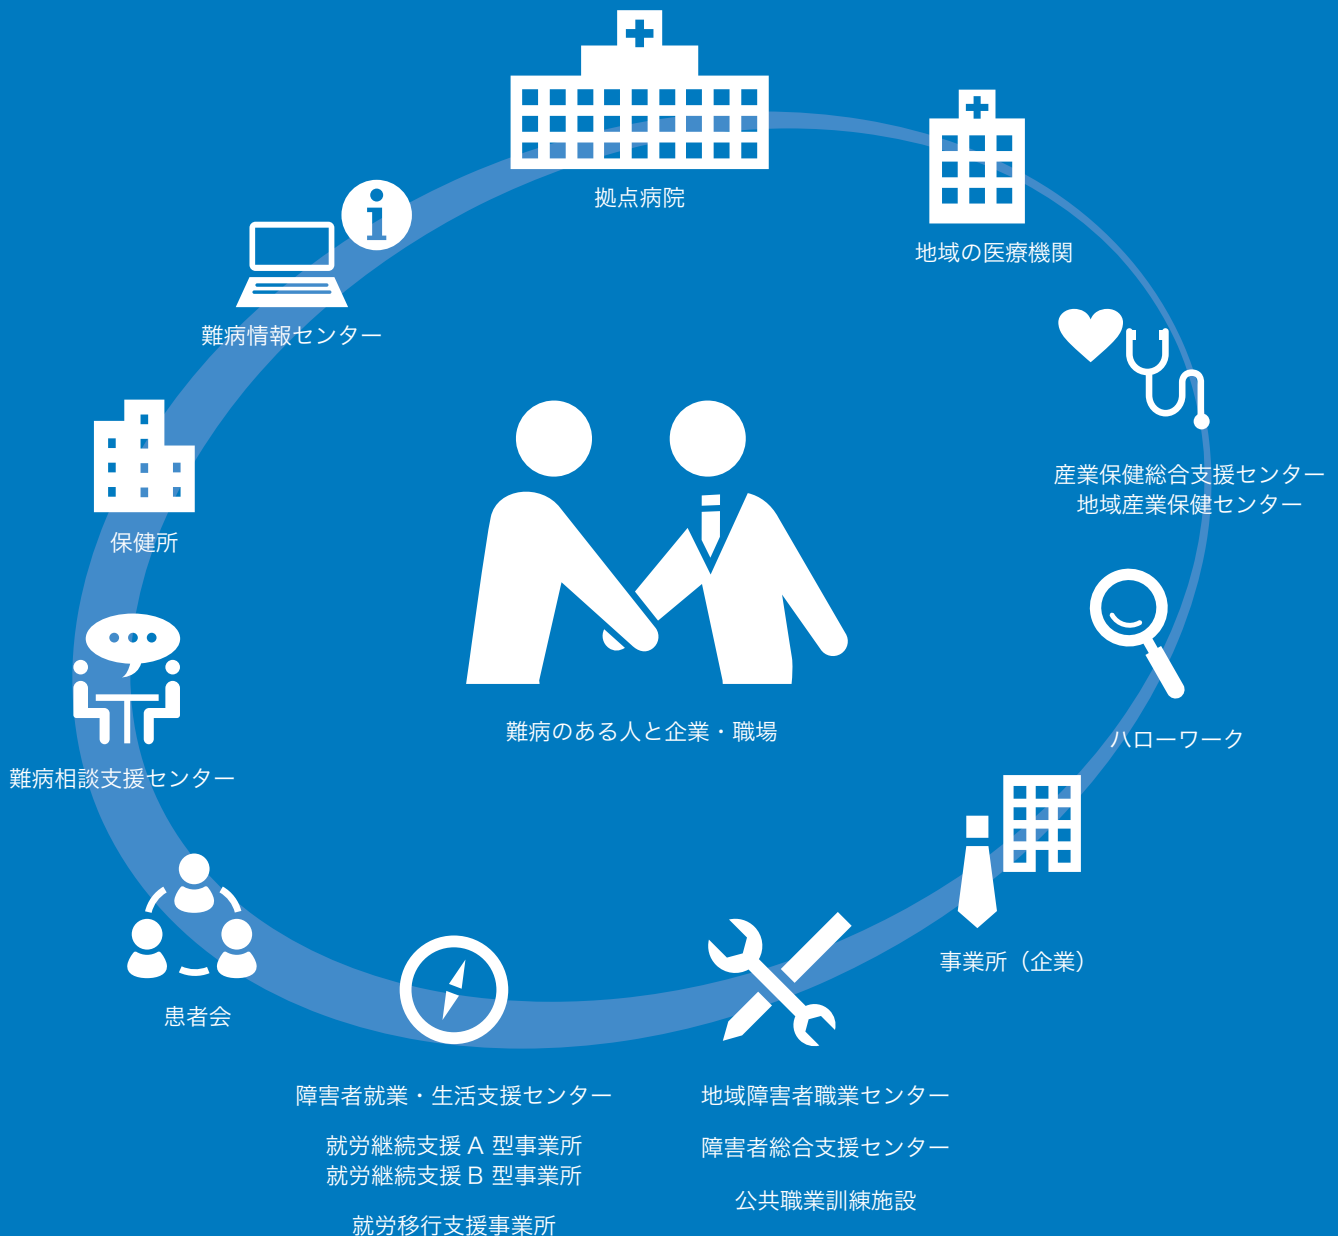 拠点病院
地域の医療機関
難病情報センター
産業保健総合支援センター
地域産業保健センター
保健所
難病のある人と企業・職場
ハローワーク
難病相談支援センター
事業所（企業）
患者会
障害者就業・生活支援センター
就労継続支援 A 型事業所
就労継続支援 B 型事業所
就労移行支援事業所
地域障害者職業センター
障害者総合支援センター
公共職業訓練施設